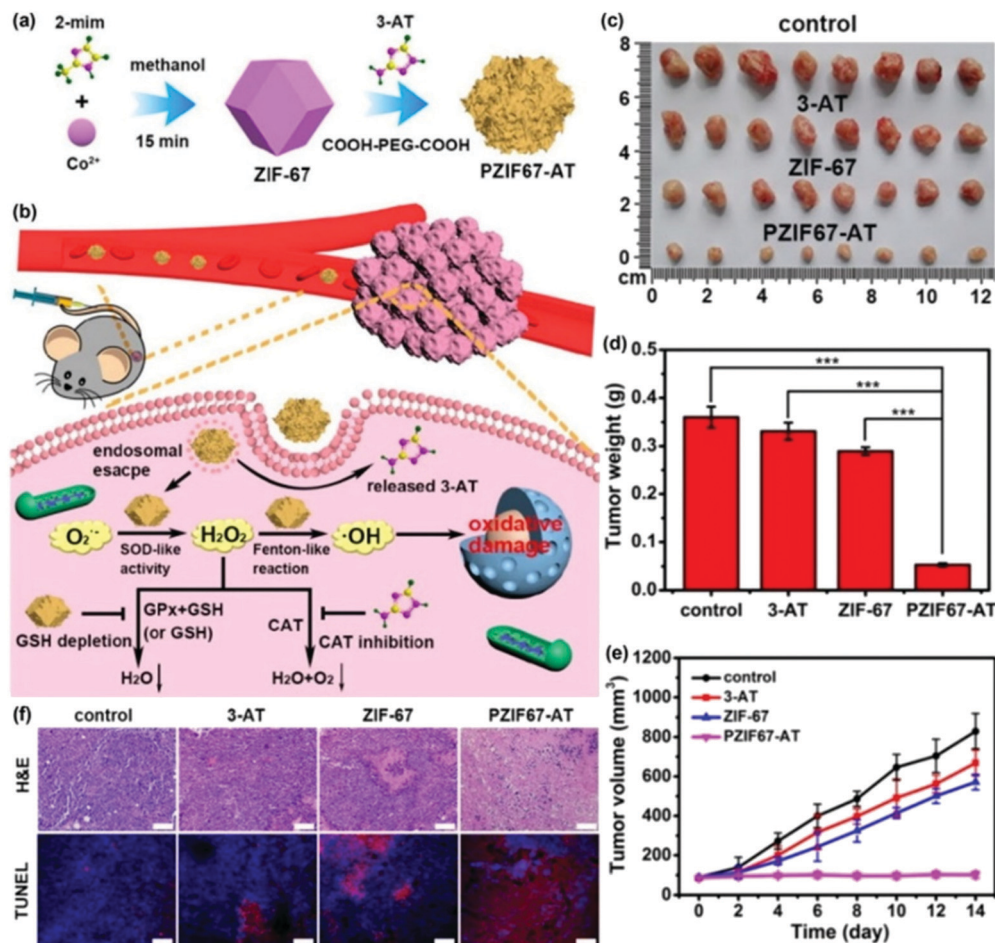 (a)
2-mim
+
Co²⁺
methanol
15 min
ZIF-67
3-AT
COOH-PEG-COOH
PZIF67-AT
(b)
endosomal
esacpe
released 3-AT
O₂˙⁻
SOD-like
activity
H₂O₂
Fenton-like
reaction
·OH
oxidative
damage
GSH depletion
GPx+GSH
(or GSH)
CAT
CAT inhibition
H₂O↓
H₂O+O₂↓
(c)
control
3-AT
ZIF-67
PZIF67-AT
8
6
4
2
0
cm
0 2 4 6 8 10 12
(d)
Tumor weight (g)
0.5
0.4
0.3
0.2
0.1
0.0
***
***
***
control 3-AT ZIF-67 PZIF67-AT
(e)
Tumor volume (mm³)
1200
1000
800
600
400
200
0
control
3-AT
ZIF-67
PZIF67-AT
0 2 4 6 8 10 12 14
Time (day)
(f)
control 3-AT ZIF-67 PZIF67-AT
H&E
TUNEL